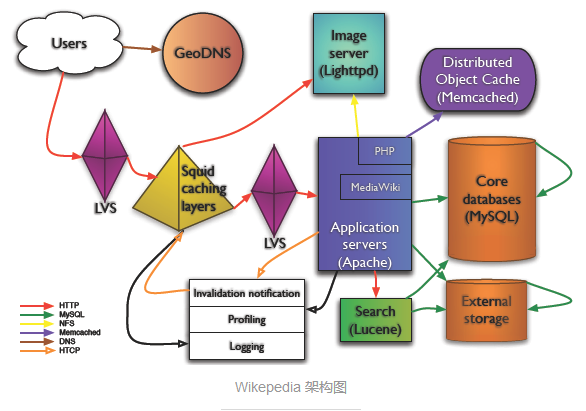 Users
GeoDNS
Image
server
(Lighttpd)
Distributed
Object Cache
(Memcached)
LVS
Squid
caching
layers
LVS
PHP
MediaWiki
Application
servers
(Apache)
Core
databases
(MySQL)
Invalidation notification
Profiling
Logging
Search
(Lucene)
External
storage
HTTP
MySQL
NFS
Memcached
DNS
HTCP
Wikepedia 架构图